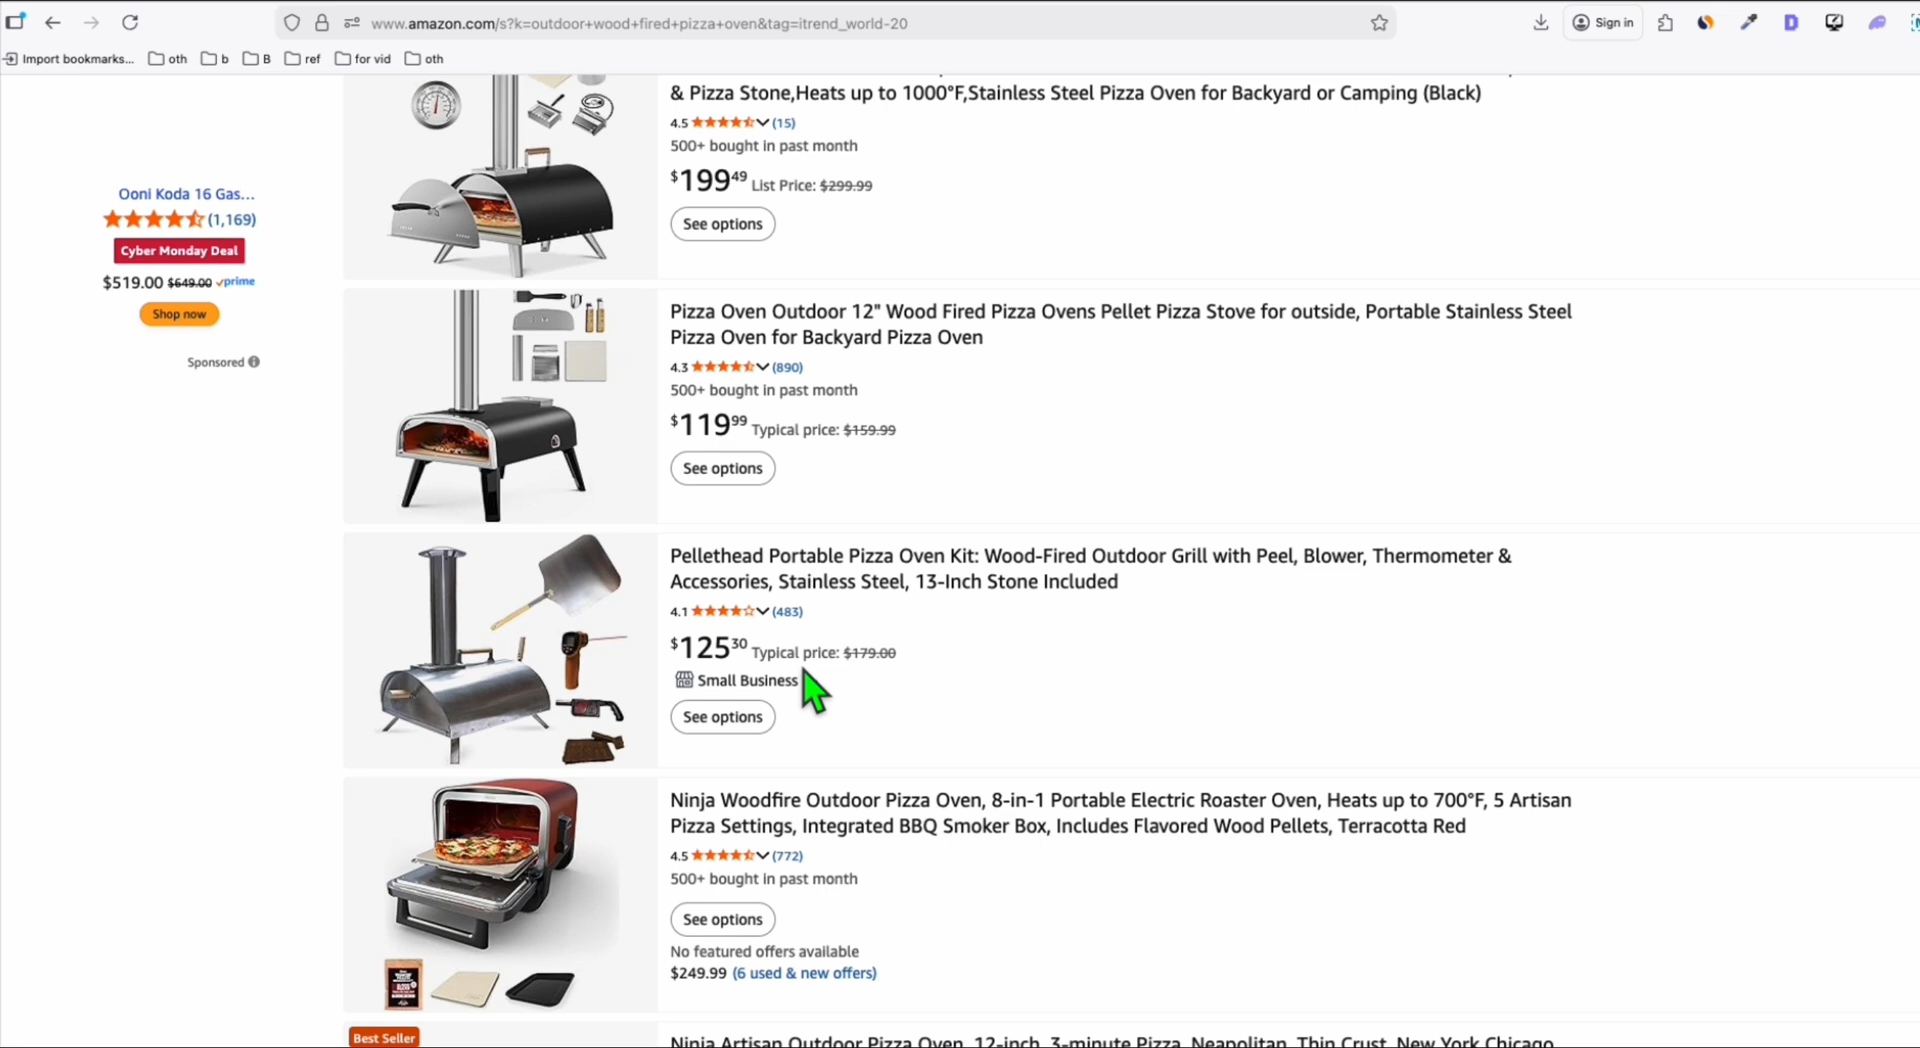 www.amazon.com/s?k=outdoor+wood+fired+pizza+oven&tag=itrend_world-20
Sign in
Import bookmarks...
oth
b
B
ref
for vid
oth
Ooni Koda 16 Gas...
(1,169)
Cyber Monday Deal
$519.00 $649.00 prime
Shop now
Sponsored
& Pizza Stone,Heats up to 1000°F,Stainless Steel Pizza Oven for Backyard or Camping (Black)
4.5 (15)
500+ bought in past month
$199 49 List Price: $299.99
See options
Pizza Oven Outdoor 12" Wood Fired Pizza Ovens Pellet Pizza Stove for outside, Portable Stainless Steel
Pizza Oven for Backyard Pizza Oven
4.3 (890)
500+ bought in past month
$119 99 Typical price: $159.99
See options
Pellethead Portable Pizza Oven Kit: Wood-Fired Outdoor Grill with Peel, Blower, Thermometer &
Accessories, Stainless Steel, 13-Inch Stone Included
4.1 (483)
$125 30 Typical price: $179.00
Small Business
See options
Ninja Woodfire Outdoor Pizza Oven, 8-in-1 Portable Electric Roaster Oven, Heats up to 700°F, 5 Artisan
Pizza Settings, Integrated BBQ Smoker Box, Includes Flavored Wood Pellets, Terracotta Red
4.5 (772)
500+ bought in past month
See options
No featured offers available
$249.99 (6 used & new offers)
Best Seller
Ninja Artisan Outdoor Pizza Oven, 12-inch, 3-minute Pizza, Neapolitan, Thin Crust, New York Chicago